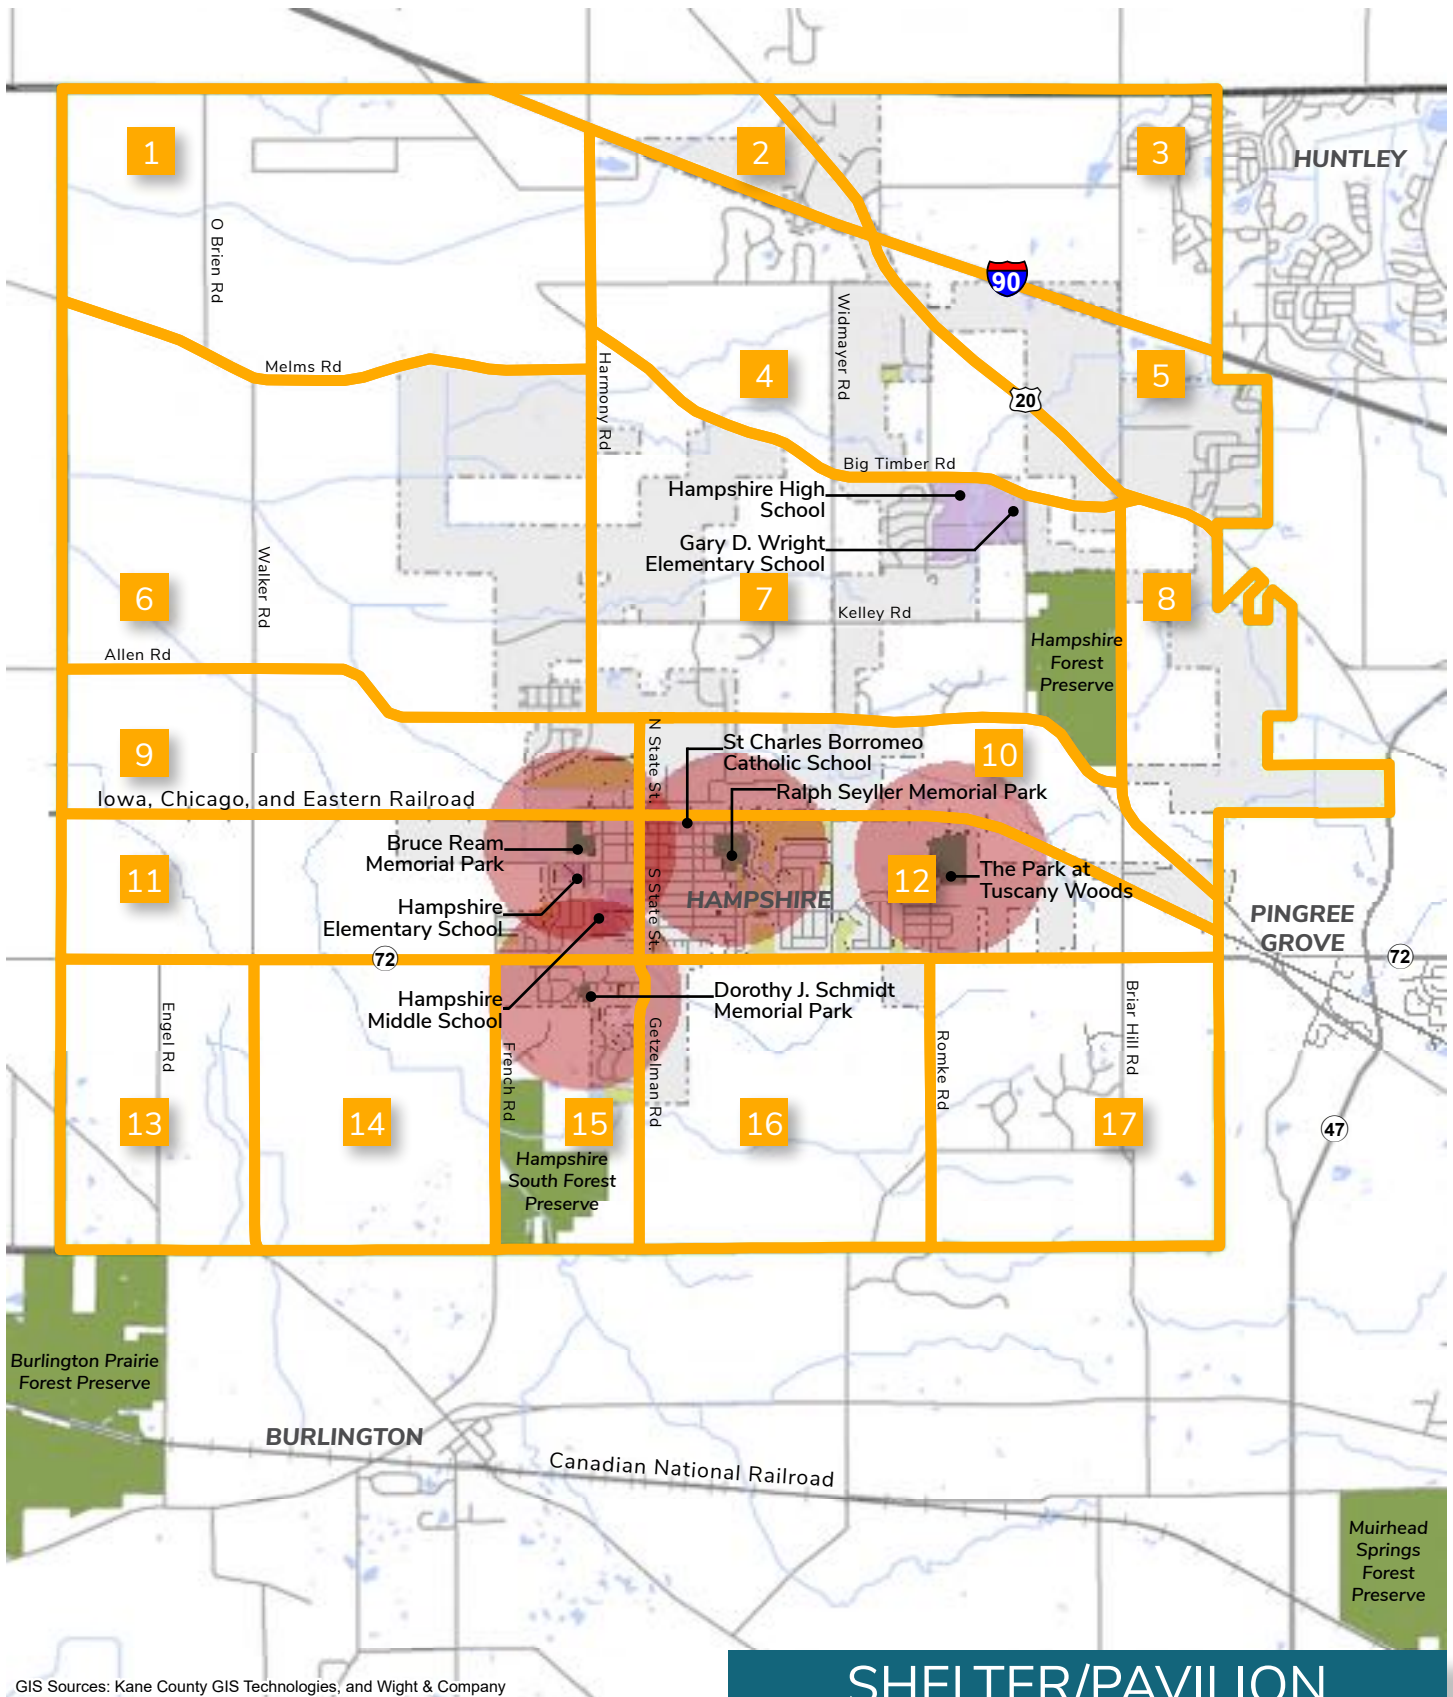 1
2
3
HUNTLEY
O Brien Rd
90
Widmayer Rd
Melms Rd
Harmony Rd
4
5
20
Big Timber Rd
Hampshire High
School
Gary D. Wright
Elementary School
Walker Rd
6
7
8
Kelley Rd
Hampshire
Forest
Preserve
Allen Rd
9
N State St.
St Charles Borromeo
Catholic School
10
Iowa, Chicago, and Eastern Railroad
Ralph Seyller Memorial Park
Bruce Ream
Memorial Park
11
S State St.
12
The Park at
Tuscany Woods
HAMPSHIRE
Hampshire
Elementary School
PINGREE
GROVE
72
72
Hampshire
Middle School
Dorothy J. Schmidt
Memorial Park
Engel Rd
French Rd
Getzelman Rd
Romke Rd
Briar Hill Rd
13
14
15
16
17
47
Hampshire
South Forest
Preserve
Burlington Prairie
Forest Preserve
BURLINGTON
Canadian National Railroad
Muirhead
Springs
Forest
Preserve
GIS Sources: Kane County GIS Technologies, and Wight & Company
SHELTER/PAVILION